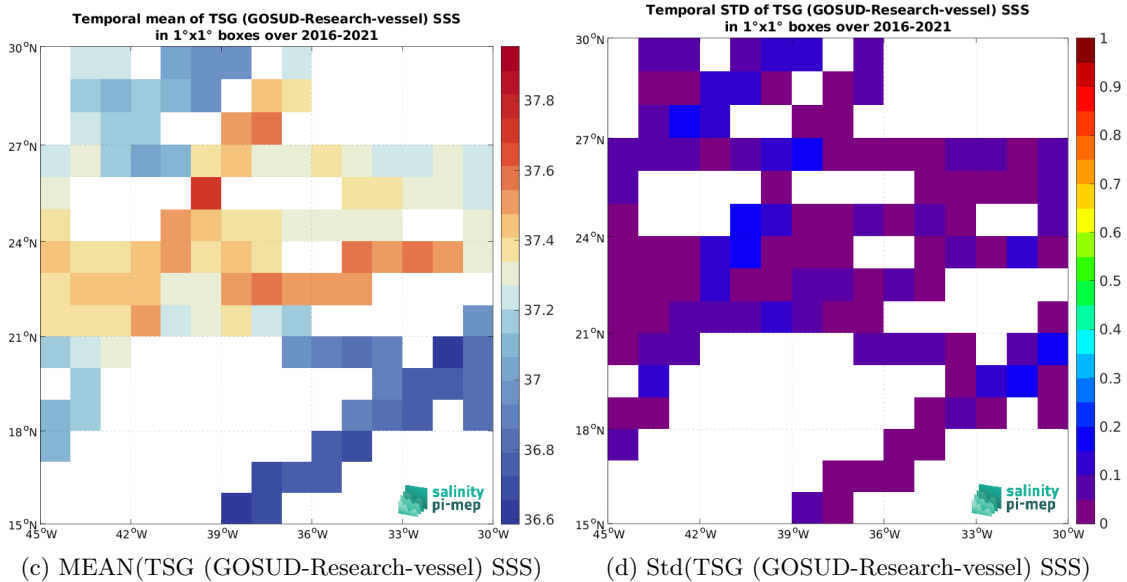 Temporal mean of TSG (GOSUD-Research-vessel) SSS
in 1°x1° boxes over 2016-2021
30°N
27°N
24°N
21°N
18°N
15°N
45°W
42°W
39°W
36°W
33°W
30°W
37.8
37.6
37.4
37.2
37
36.8
36.6
salinity
pi-mep
(c) MEAN(TSG (GOSUD-Research-vessel) SSS)
Temporal STD of TSG (GOSUD-Research-vessel) SSS
in 1°x1° boxes over 2016-2021
30°N
27°N
24°N
21°N
18°N
15°N
45°W
42°W
39°W
36°W
33°W
30°W
1
0.9
0.8
0.7
0.6
0.5
0.4
0.3
0.2
0.1
0
salinity
pi-mep
(d) Std(TSG (GOSUD-Research-vessel) SSS)